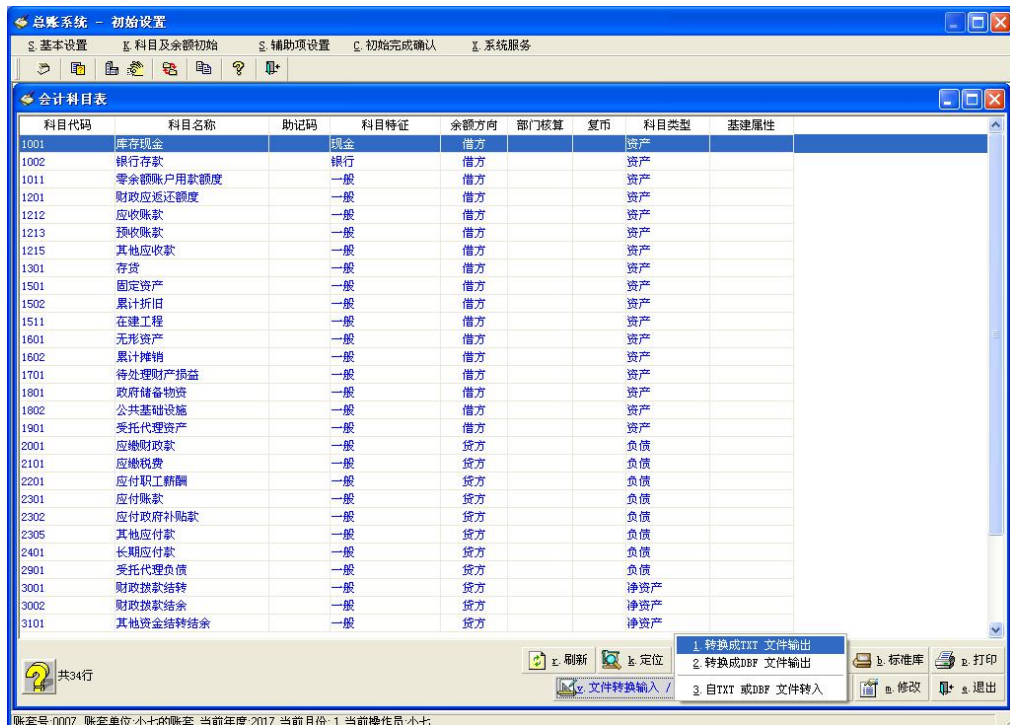 总账系统 - 初始设置
S.基本设置 K.科目及余额初始 S.辅助项设置 C.初始完成确认 X.系统服务
会计科目表
科目代码 科目名称 助记码 科目特征 余额方向 部门核算 复币 科目类型 基建属性
1001 库存现金 现金 借方 资产
1002 银行存款 银行 借方 资产
1011 零余额账户用款额度 一般 借方 资产
1201 财政应返还额度 一般 借方 资产
1212 应收账款 一般 借方 资产
1213 预收账款 一般 借方 资产
1215 其他应收款 一般 借方 资产
1301 存货 一般 借方 资产
1501 固定资产 一般 借方 资产
1502 累计折旧 一般 借方 资产
1511 在建工程 一般 借方 资产
1601 无形资产 一般 借方 资产
1602 累计摊销 一般 借方 资产
1701 待处理财产损益 一般 借方 资产
1801 政府储备物资 一般 借方 资产
1802 公共基础设施 一般 借方 资产
1901 受托代理资产 一般 借方 资产
2001 应缴财政款 一般 贷方 负债
2101 应缴税费 一般 贷方 负债
2201 应付职工薪酬 一般 贷方 负债
2301 应付账款 一般 贷方 负债
2302 应付政府补贴款 一般 贷方 负债
2305 其他应付款 一般 贷方 负债
2401 长期应付款 一般 贷方 负债
2901 受托代理负债 一般 贷方 负债
3001 财政拨款结转 一般 贷方 净资产
3002 财政拨款结余 一般 贷方 净资产
3101 其他资金结转结余 一般 贷方 净资产
1.转换成TXT 文件输出
2.转换成DBF 文件输出
3.自TXT 或DBF 文件转入
共34行
r.刷新 k.定位 b.标准库 p.打印
v.文件转换输入 / m.修改 e.退出
账套号:0007 账套单位:小七的账套 当前年度:2017 当前月份: 1 当前操作员:小七